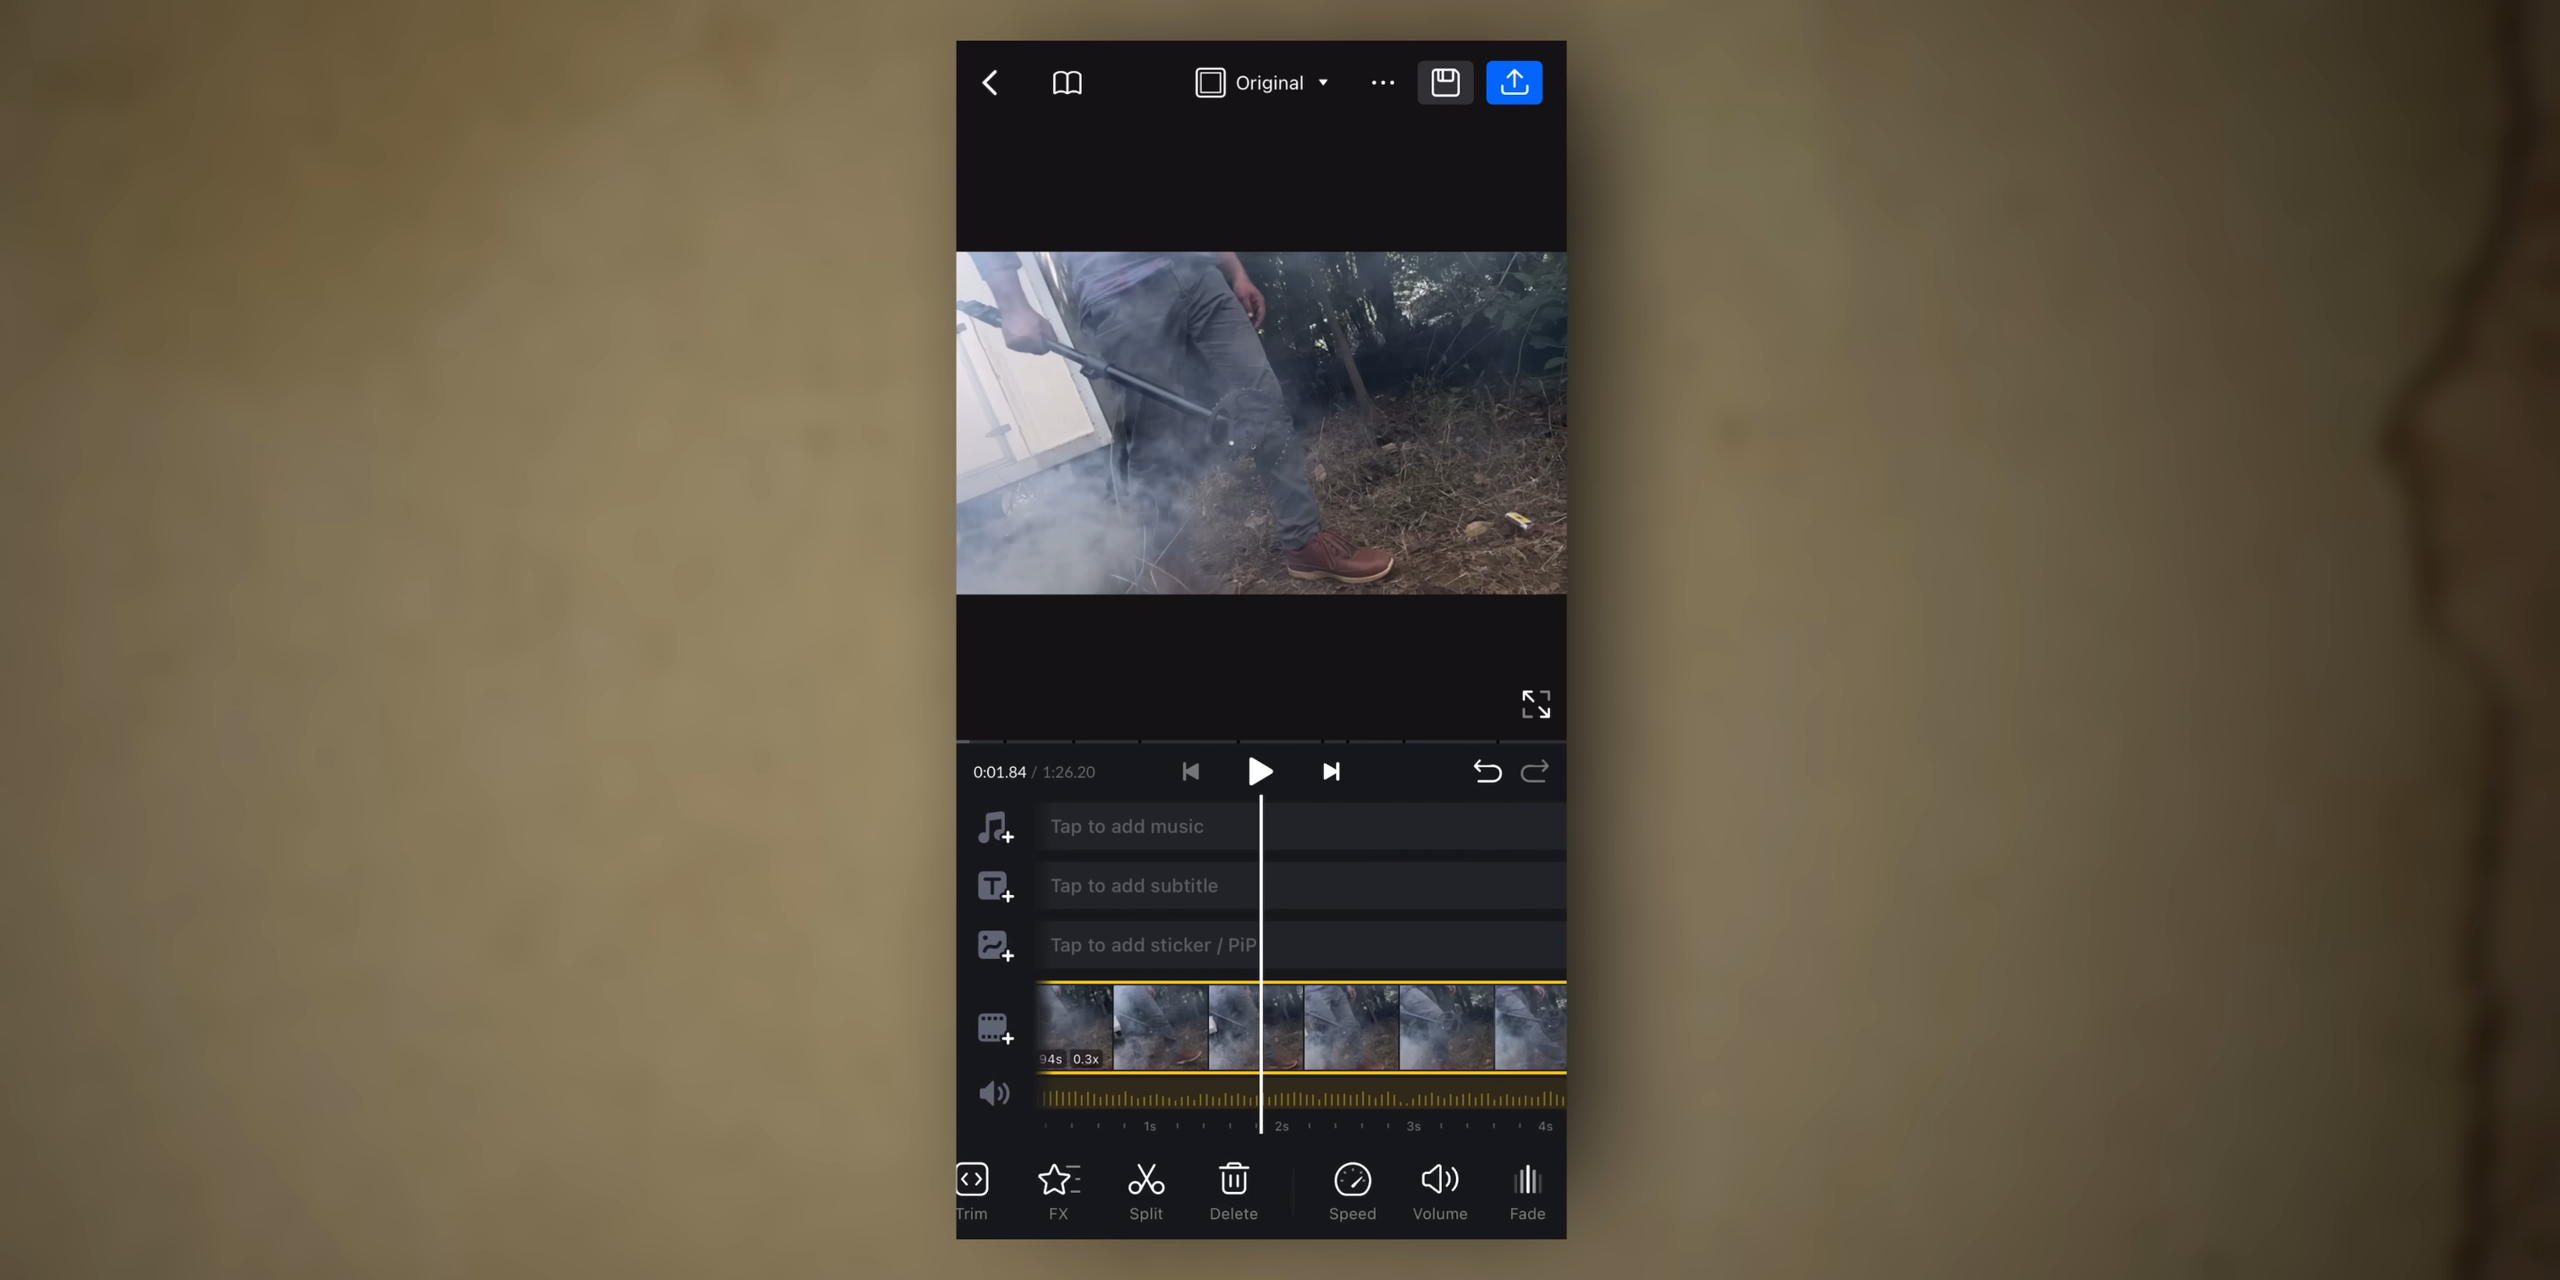 Original
0:01.84 / 1:26.20
Tap to add music
Tap to add subtitle
Tap to add sticker / PiP
94s 0.3x
1s 2s 3s 4s
Trim FX Split Delete Speed Volume Fade